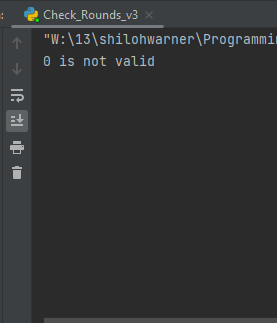 Check_Rounds_v3
"W:\13\shilohwarner\Programmin
0 is not valid